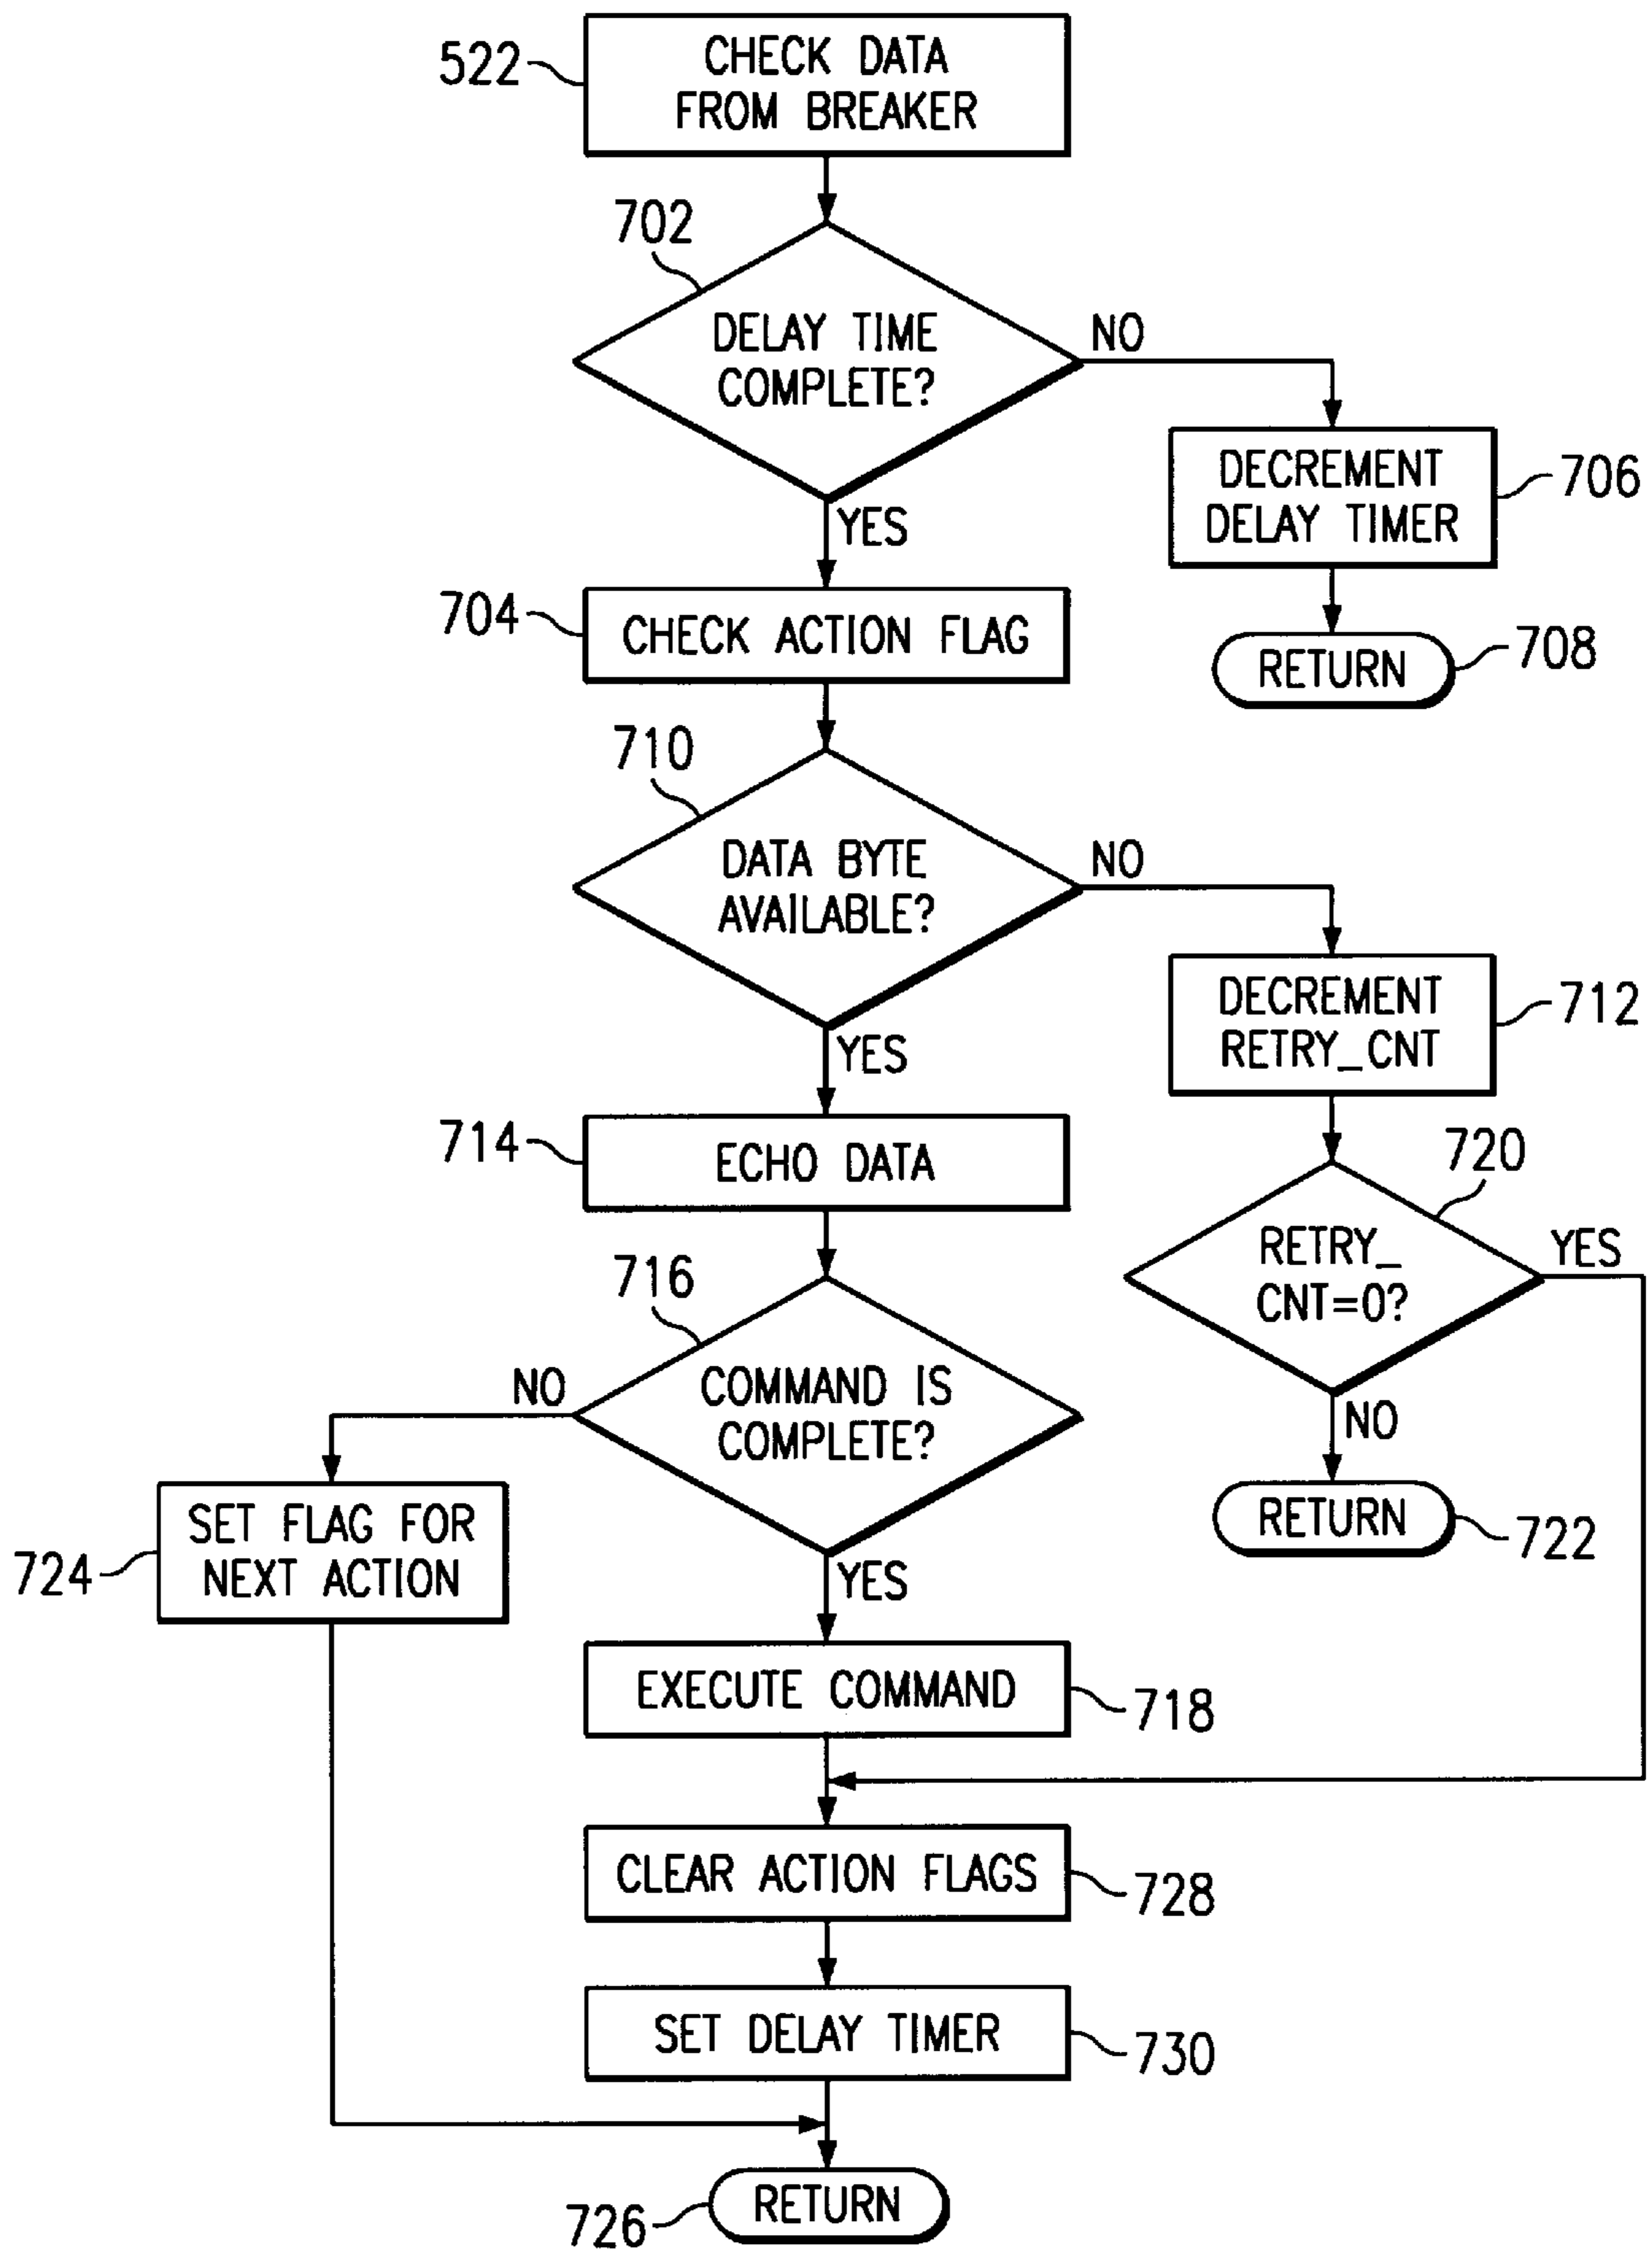 522
CHECK DATA
FROM BREAKER
702
DELAY TIME
COMPLETE?
NO
YES
DECREMENT
DELAY TIMER
706
704
CHECK ACTION FLAG
RETURN
708
710
DATA BYTE
AVAILABLE?
NO
YES
DECREMENT
RETRY_CNT
712
714
ECHO DATA
720
RETRY_
CNT=0?
YES
NO
716
COMMAND IS
COMPLETE?
NO
YES
RETURN
722
724
SET FLAG FOR
NEXT ACTION
EXECUTE COMMAND
718
CLEAR ACTION FLAGS
728
SET DELAY TIMER
730
726
RETURN